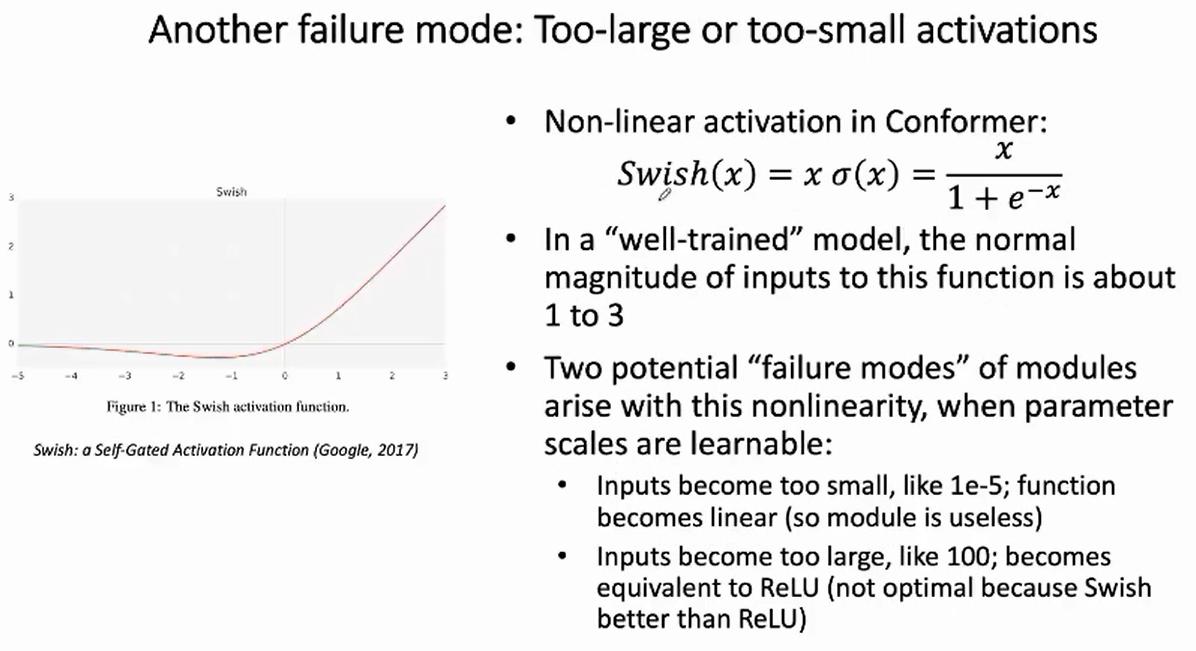 Another failure mode: Too-large or too-small activations
Swish
3
2
1
0
-5 -4 -3 -2 -1 0 1 2 3
Figure 1: The Swish activation function.
Swish: a Self-Gated Activation Function (Google, 2017)
• Non-linear activation in Conformer:
Swish(x) = x σ(x) = x / (1 + e^{-x})
• In a “well-trained” model, the normal
magnitude of inputs to this function is about
1 to 3
• Two potential “failure modes” of modules
arise with this nonlinearity, when parameter
scales are learnable:
• Inputs become too small, like 1e-5; function
becomes linear (so module is useless)
• Inputs become too large, like 100; becomes
equivalent to ReLU (not optimal because Swish
better than ReLU)